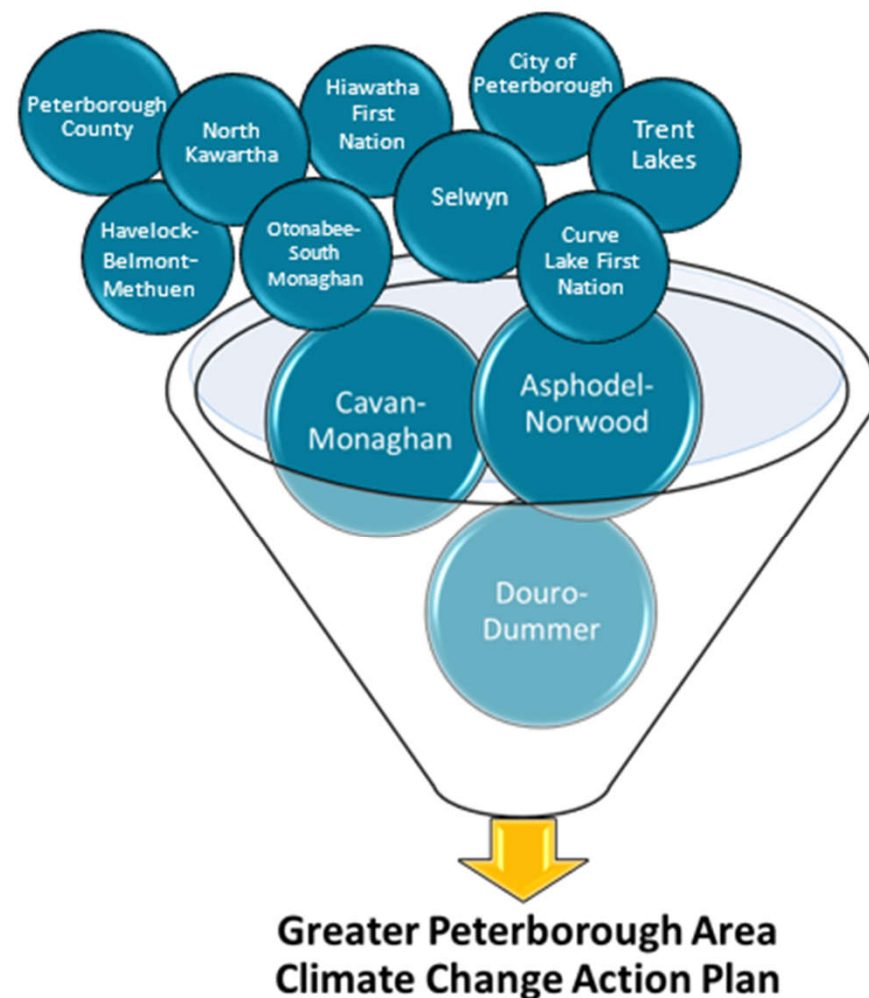 Peterborough
County
North
Kawartha
Hiawatha
First
Nation
City of
Peterborough
Trent
Lakes
Selwyn
Havelock-
Belmont-
Methuen
Otonabee-
South
Monaghan
Curve
Lake First
Nation
Cavan-
Monaghan
Asphodel-
Norwood
Douro-
Dummer
Greater Peterborough Area
Climate Change Action Plan